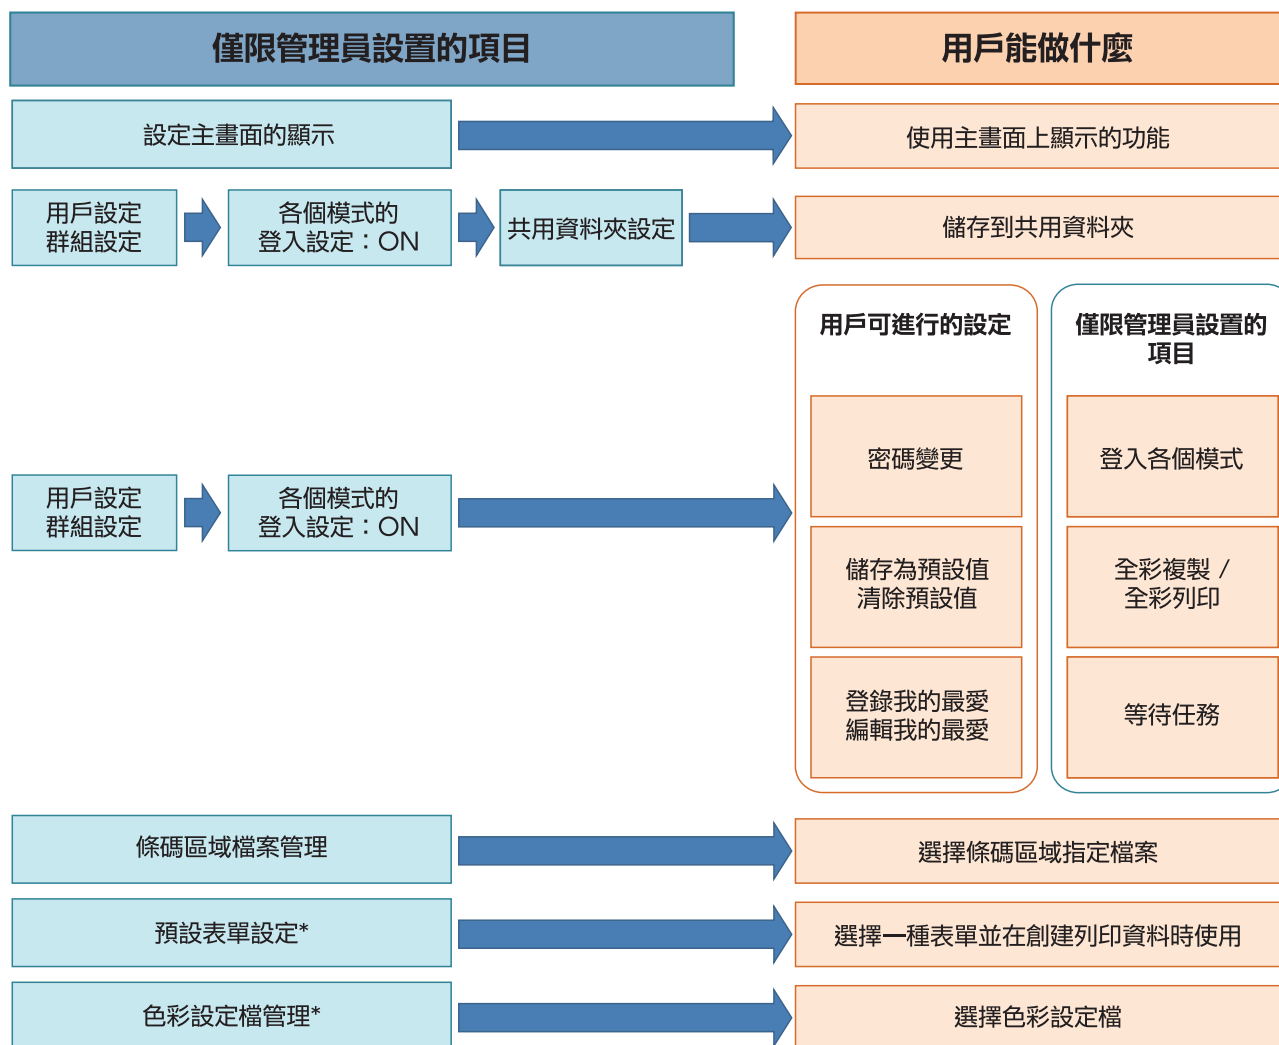 僅限管理員設置的項目
用戶能做什麼
設定主畫面的顯示
使用主畫面上顯示的功能
用戶設定
群組設定
各個模式的
登入設定：ON
共用資料夾設定
儲存到共用資料夾
用戶可進行的設定
僅限管理員設置的
項目
用戶設定
群組設定
各個模式的
登入設定：ON
密碼變更
登入各個模式
儲存為預設值
清除預設值
全彩複製 /
全彩列印
登錄我的最愛
編輯我的最愛
等待任務
條碼區域檔案管理
選擇條碼區域指定檔案
預設表單設定*
選擇一種表單並在創建列印資料時使用
色彩設定檔管理*
選擇色彩設定檔